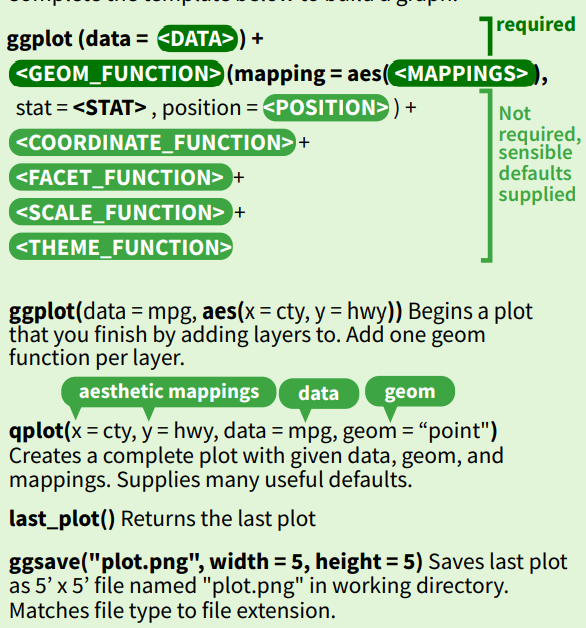 Complete the template below to build a graph.
required
ggplot (data = <DATA>) +
<GEOM_FUNCTION>(mapping = aes(<MAPPINGS>),
stat = <STAT> , position = <POSITION> ) +
<COORDINATE_FUNCTION> +
<FACET_FUNCTION> +
<SCALE_FUNCTION> +
<THEME_FUNCTION>
Not
required,
sensible
defaults
supplied
ggplot(data = mpg, aes(x = cty, y = hwy)) Begins a plot
that you finish by adding layers to. Add one geom
function per layer.
aesthetic mappings data geom
qplot(x = cty, y = hwy, data = mpg, geom = “point")
Creates a complete plot with given data, geom, and
mappings. Supplies many useful defaults.
last_plot() Returns the last plot
ggsave("plot.png", width = 5, height = 5) Saves last plot
as 5’ x 5’ file named "plot.png" in working directory.
Matches file type to file extension.